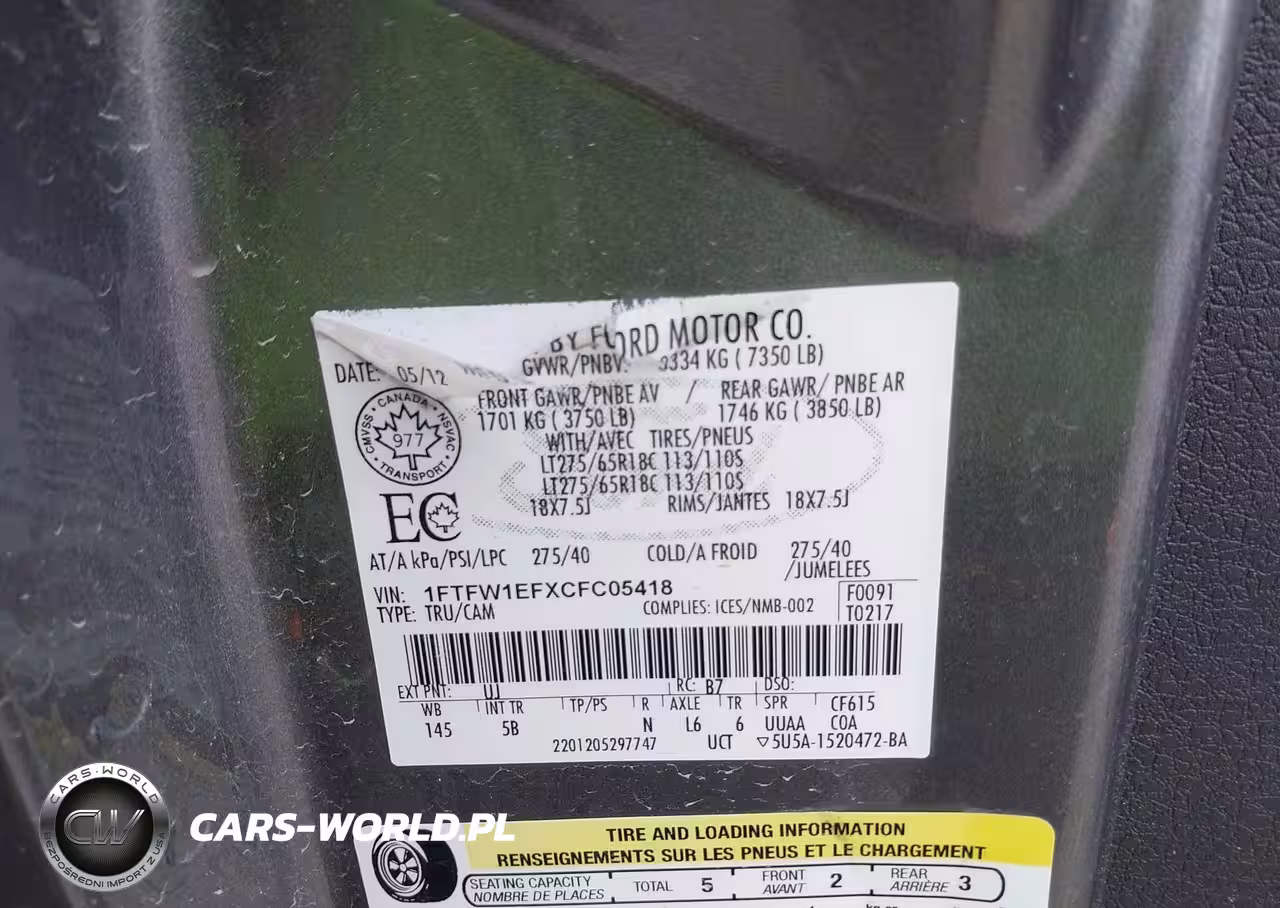 BY FORD MOTOR CO.
DATE: 05/12 GVWR/PNBV: 3334 KG ( 7350 LB)
FRONT GAWR/PNBE AV / REAR GAWR/ PNBE AR
1701 KG ( 3750 LB) 1746 KG ( 3850 LB)
WITH/AVEC TIRES/PNEUS
LT275/65R18C 113/110S
LT275/65R18C 113/110S
18X7.5J RIMS/JANTES 18X7.5J
CANADA
CMVSS • NSVAC
977
TRANSPORT
EC
AT/A kPa/PSI/LPC 275/40 COLD/A FROID 275/40
/JUMELEES
VIN: 1FTFW1EFXCFC05418 F0091
TYPE: TRU/CAM COMPLIES: ICES/NMB-002 T0217
EXT PNT: UJ RC: B7 DSO:
WB INT TR TP/PS R AXLE TR SPR CF615
145 5B N L6 6 UUAA COA
2201205297747 UCT ▽5U5A-1520472-BA
TIRE AND LOADING INFORMATION
RENSEIGNEMENTS SUR LES PNEUS ET LE CHARGEMENT
SEATING CAPACITY TOTAL 5 FRONT 2 REAR 3
NOMBRE DE PLACES AVANT ARRIÈRE
CARS-WORLD
CW
BEZPOŚREDNI IMPORT Z USA
CARS-WORLD.PL